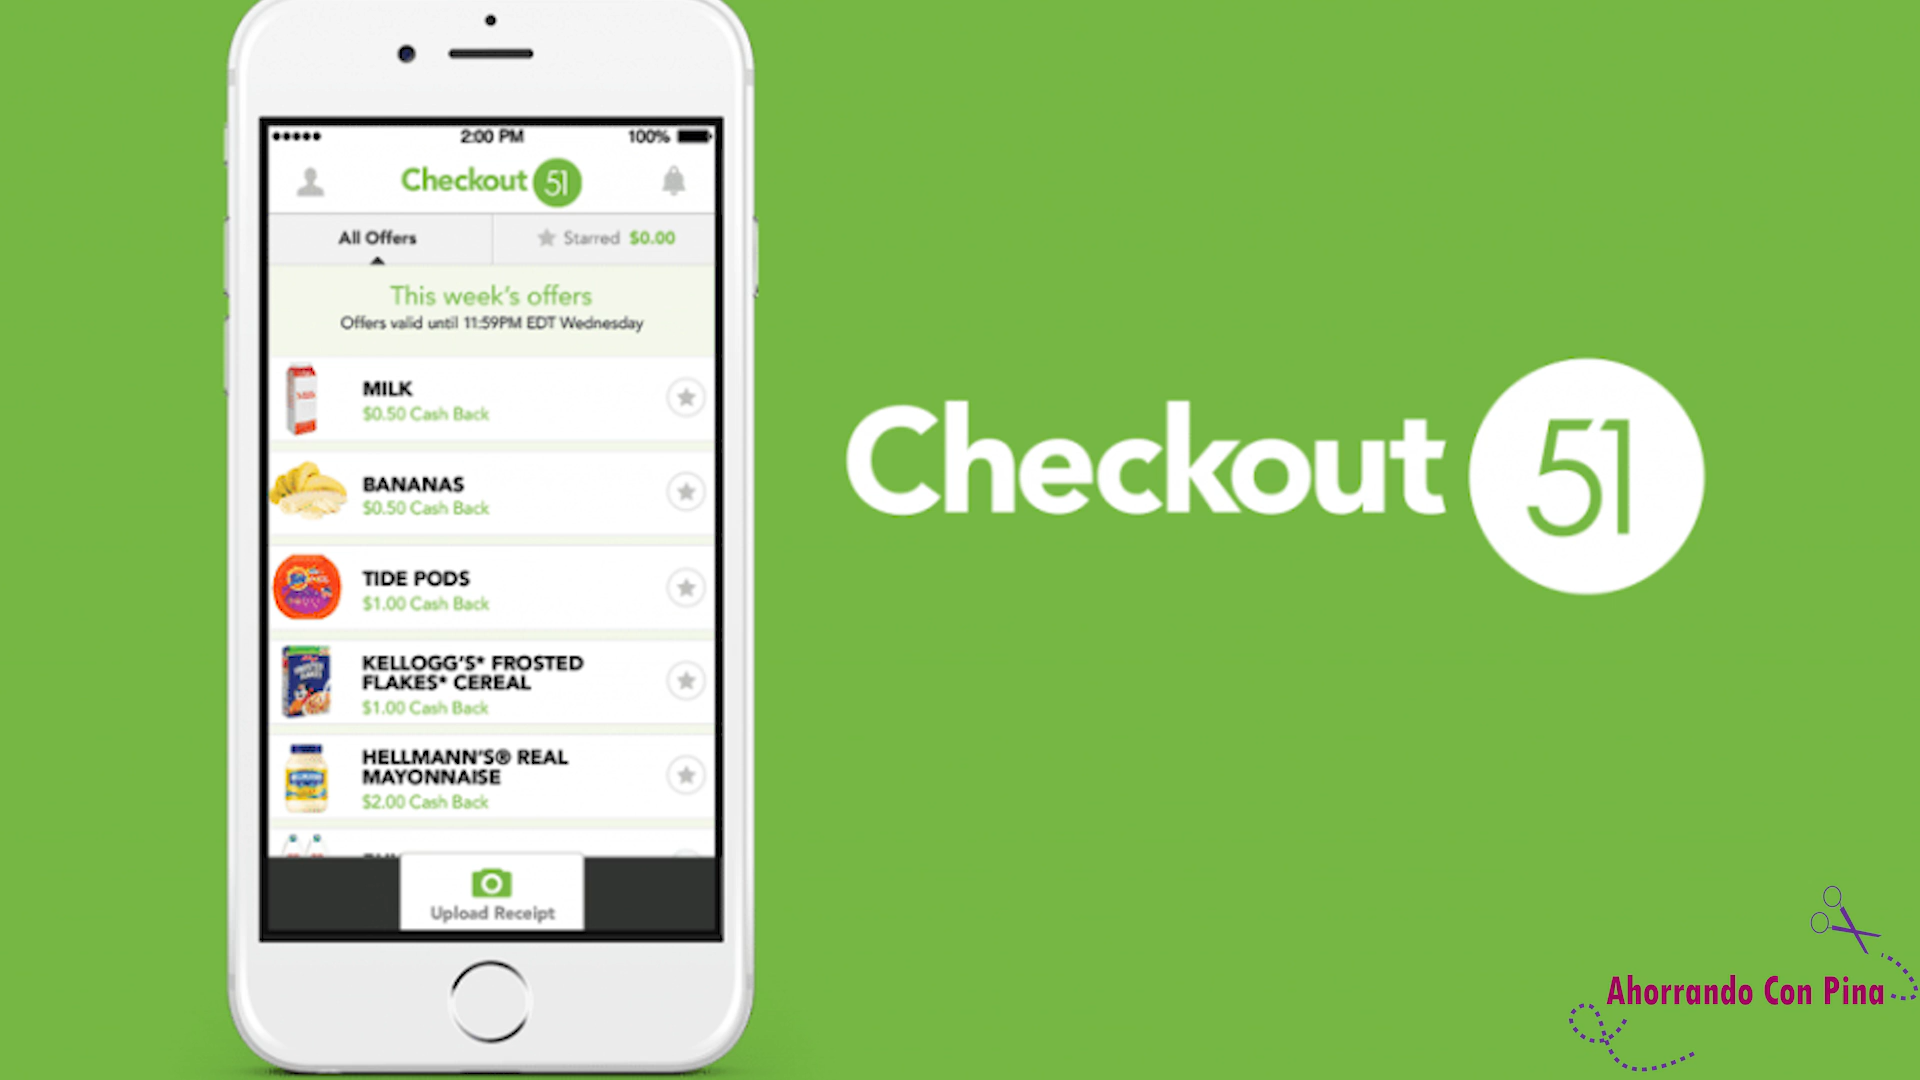 2:00 PM 100%
Checkout 51
All Offers
Starred $0.00
This week's offers
Offers valid until 11:59PM EDT Wednesday
MILK
$0.50 Cash Back
BANANAS
$0.50 Cash Back
TIDE PODS
$1.00 Cash Back
KELLOGG'S* FROSTED
FLAKES* CEREAL
$1.00 Cash Back
HELLMANN'S® REAL
MAYONNAISE
$2.00 Cash Back
Upload Receipt
Checkout 51
Ahorrando Con Pina